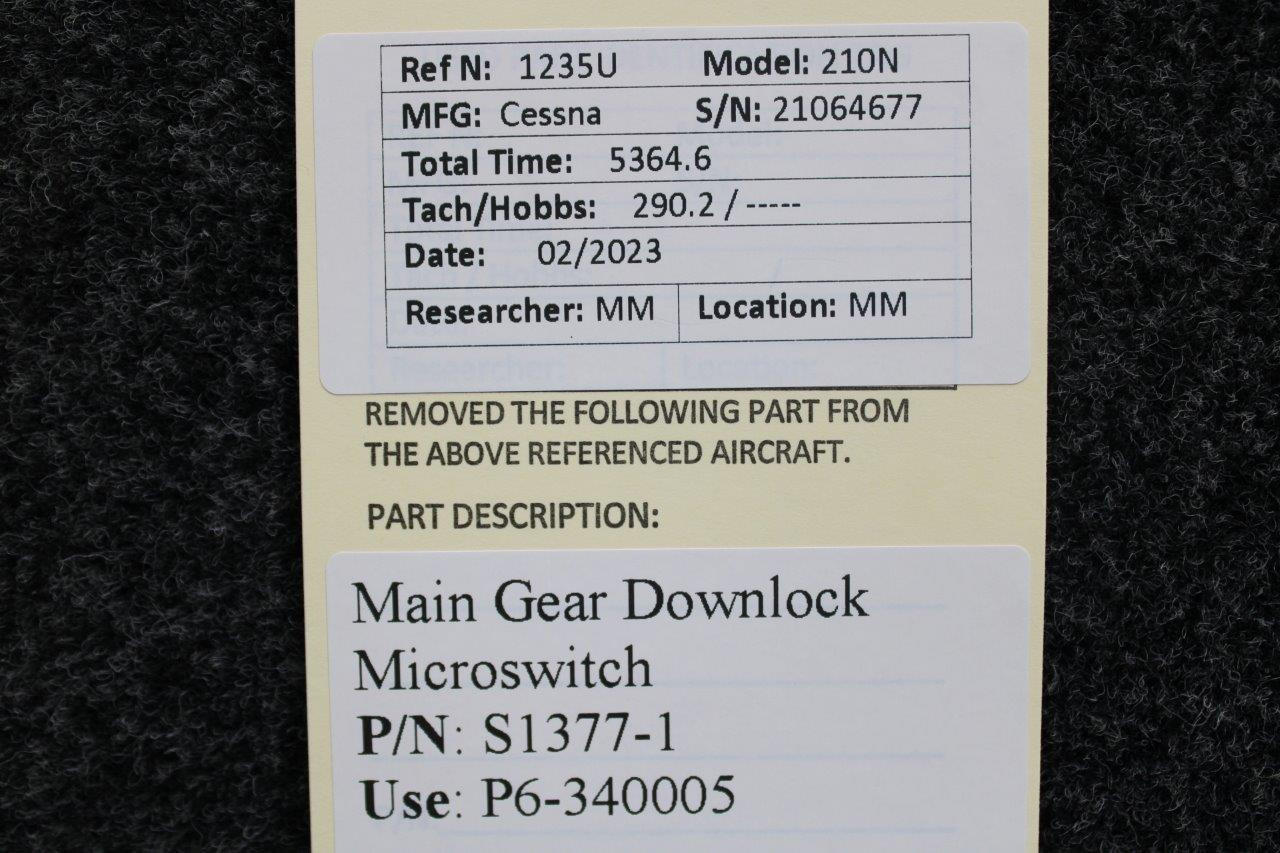 Ref N: 1235U Model: 210N
MFG: Cessna S/N: 21064677
Total Time: 5364.6
Tach/Hobbs: 290.2 / -----
Date: 02/2023
Researcher: MM Location: MM
Researcher: Location:
REMOVED THE FOLLOWING PART FROM
THE ABOVE REFERENCED AIRCRAFT.
PART DESCRIPTION:
Main Gear Downlock
Microswitch
P/N: S1377-1
Use: P6-340005